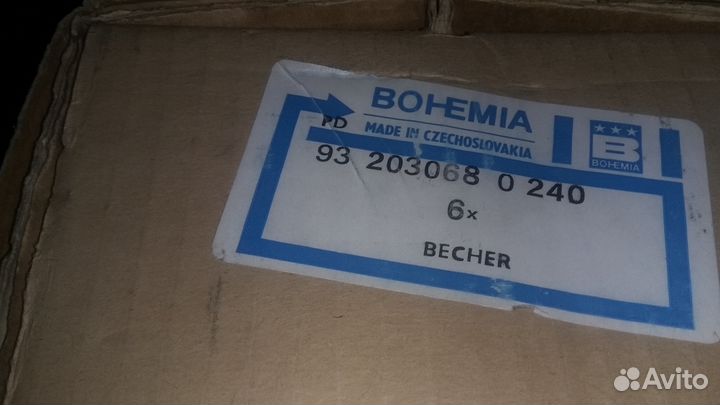 BOHEMIA
PD MADE IN CZECHOSLOVAKIA
B
BOHEMIA
93 203068 0 240
6x
BECHER
Avito